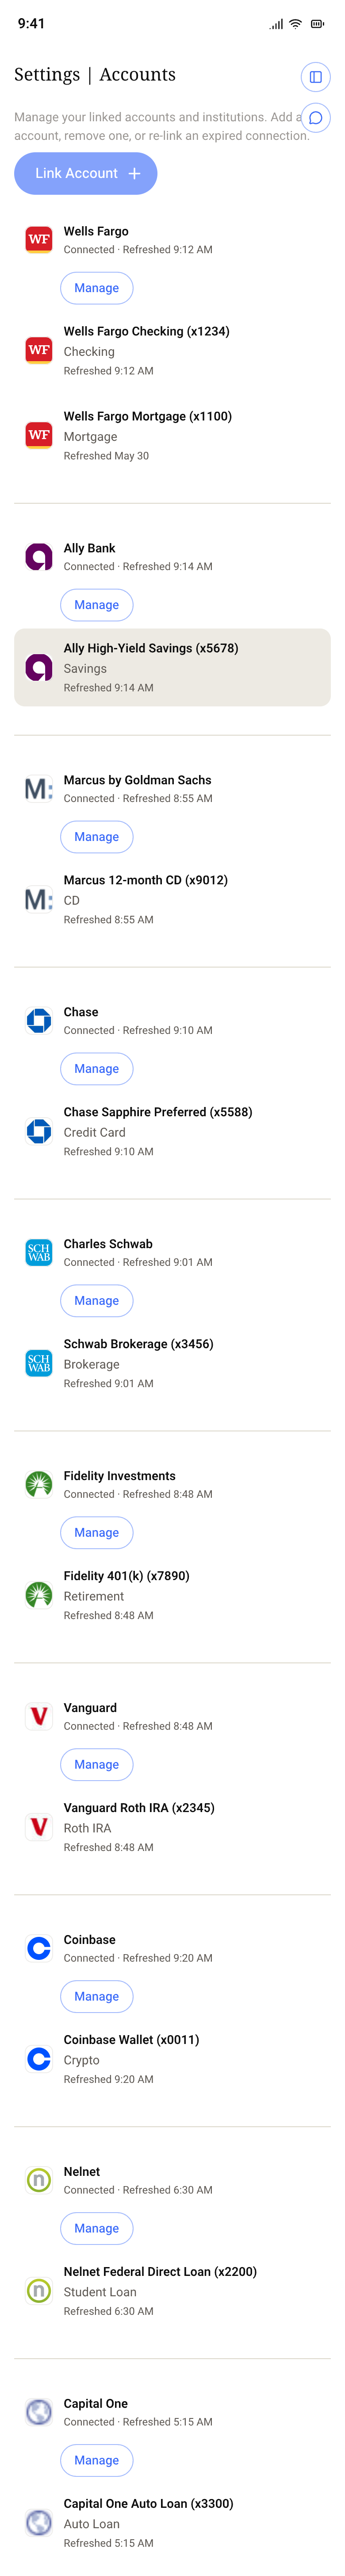 9:41
Settings | Accounts
Manage your linked accounts and institutions. Add a
account, remove one, or re-link an expired connection.
Link Account +
WF
Wells Fargo
Connected · Refreshed 9:12 AM
Manage
WF
Wells Fargo Checking (x1234)
Checking
Refreshed 9:12 AM
WF
Wells Fargo Mortgage (x1100)
Mortgage
Refreshed May 30
Ally Bank
Connected · Refreshed 9:14 AM
Manage
Ally High-Yield Savings (x5678)
Savings
Refreshed 9:14 AM
M:
Marcus by Goldman Sachs
Connected · Refreshed 8:55 AM
Manage
M:
Marcus 12-month CD (x9012)
CD
Refreshed 8:55 AM
Chase
Connected · Refreshed 9:10 AM
Manage
Chase Sapphire Preferred (x5588)
Credit Card
Refreshed 9:10 AM
SCH
WAB
Charles Schwab
Connected · Refreshed 9:01 AM
Manage
SCH
WAB
Schwab Brokerage (x3456)
Brokerage
Refreshed 9:01 AM
Fidelity Investments
Connected · Refreshed 8:48 AM
Manage
Fidelity 401(k) (x7890)
Retirement
Refreshed 8:48 AM
V
Vanguard
Connected · Refreshed 8:48 AM
Manage
V
Vanguard Roth IRA (x2345)
Roth IRA
Refreshed 8:48 AM
Coinbase
Connected · Refreshed 9:20 AM
Manage
Coinbase Wallet (x0011)
Crypto
Refreshed 9:20 AM
n
Nelnet
Connected · Refreshed 6:30 AM
Manage
n
Nelnet Federal Direct Loan (x2200)
Student Loan
Refreshed 6:30 AM
Capital One
Connected · Refreshed 5:15 AM
Manage
Capital One Auto Loan (x3300)
Auto Loan
Refreshed 5:15 AM